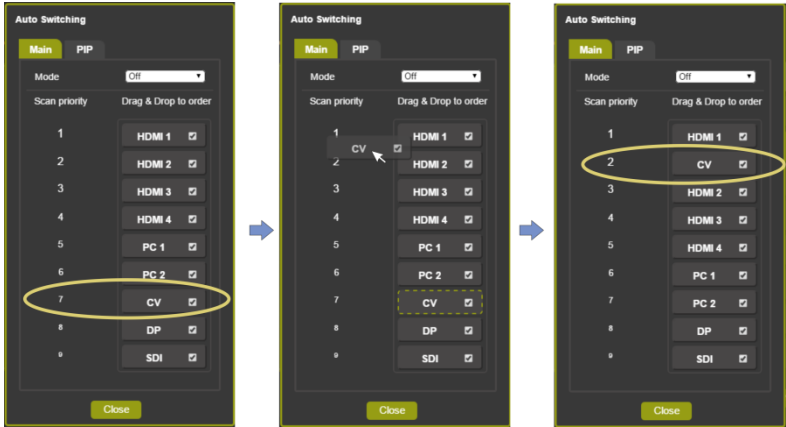 Auto Switching
Main PIP
Mode Off
Scan priority Drag & Drop to order
1 HDMI 1
2 HDMI 2
3 HDMI 3
4 HDMI 4
5 PC 1
6 PC 2
7 CV
8 DP
9 SDI
Close
Auto Switching
Main PIP
Mode Off
Scan priority Drag & Drop to order
1 HDMI 1
CV
2 HDMI 2
3 HDMI 3
4 HDMI 4
5 PC 1
6 PC 2
7 CV
8 DP
9 SDI
Close
Auto Switching
Main PIP
Mode Off
Scan priority Drag & Drop to order
1 HDMI 1
2 CV
3 HDMI 2
4 HDMI 3
5 HDMI 4
6 PC 1
7 PC 2
8 DP
9 SDI
Close